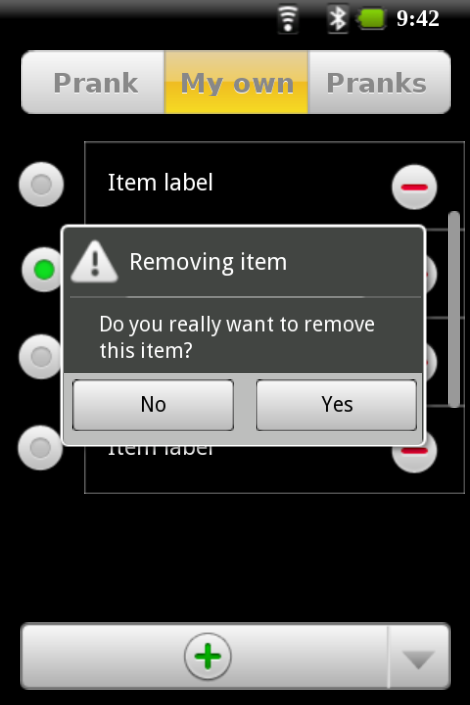 9:42
Prank My own Pranks
Item label
Removing item
Do you really want to remove
this item?
No Yes
Item label